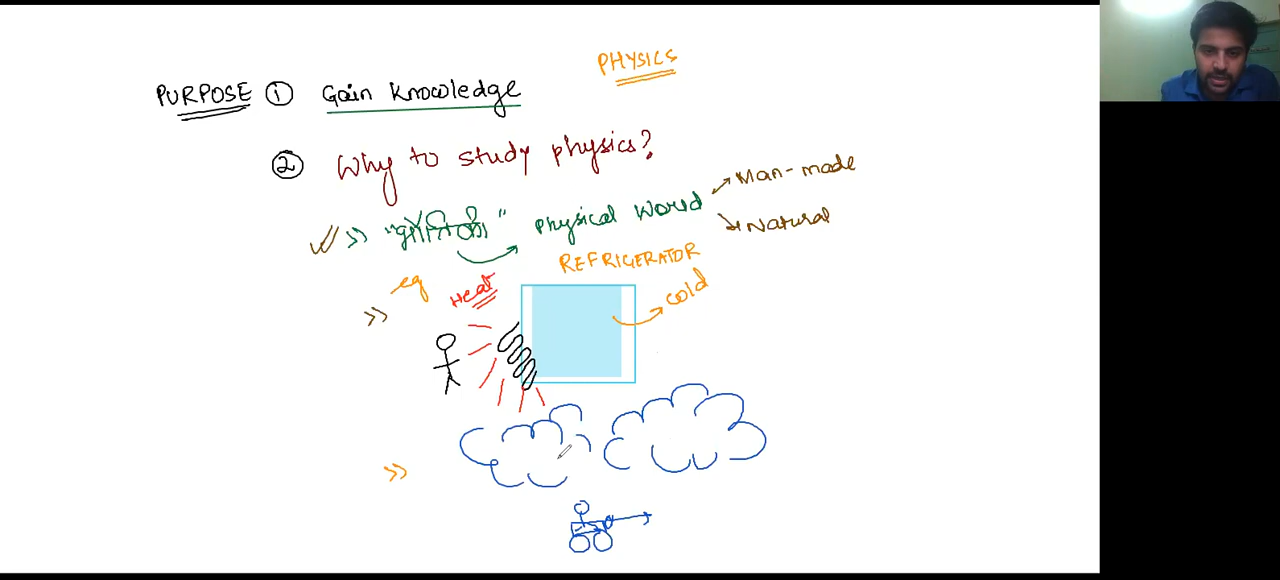 PHYSICS
PURPOSE ① Gain knowledge
② Why to study physics?
>> " " Physical World → Man-made
→ Natural
eg
REFRIGERATOR
Heat
cold
>>
>>